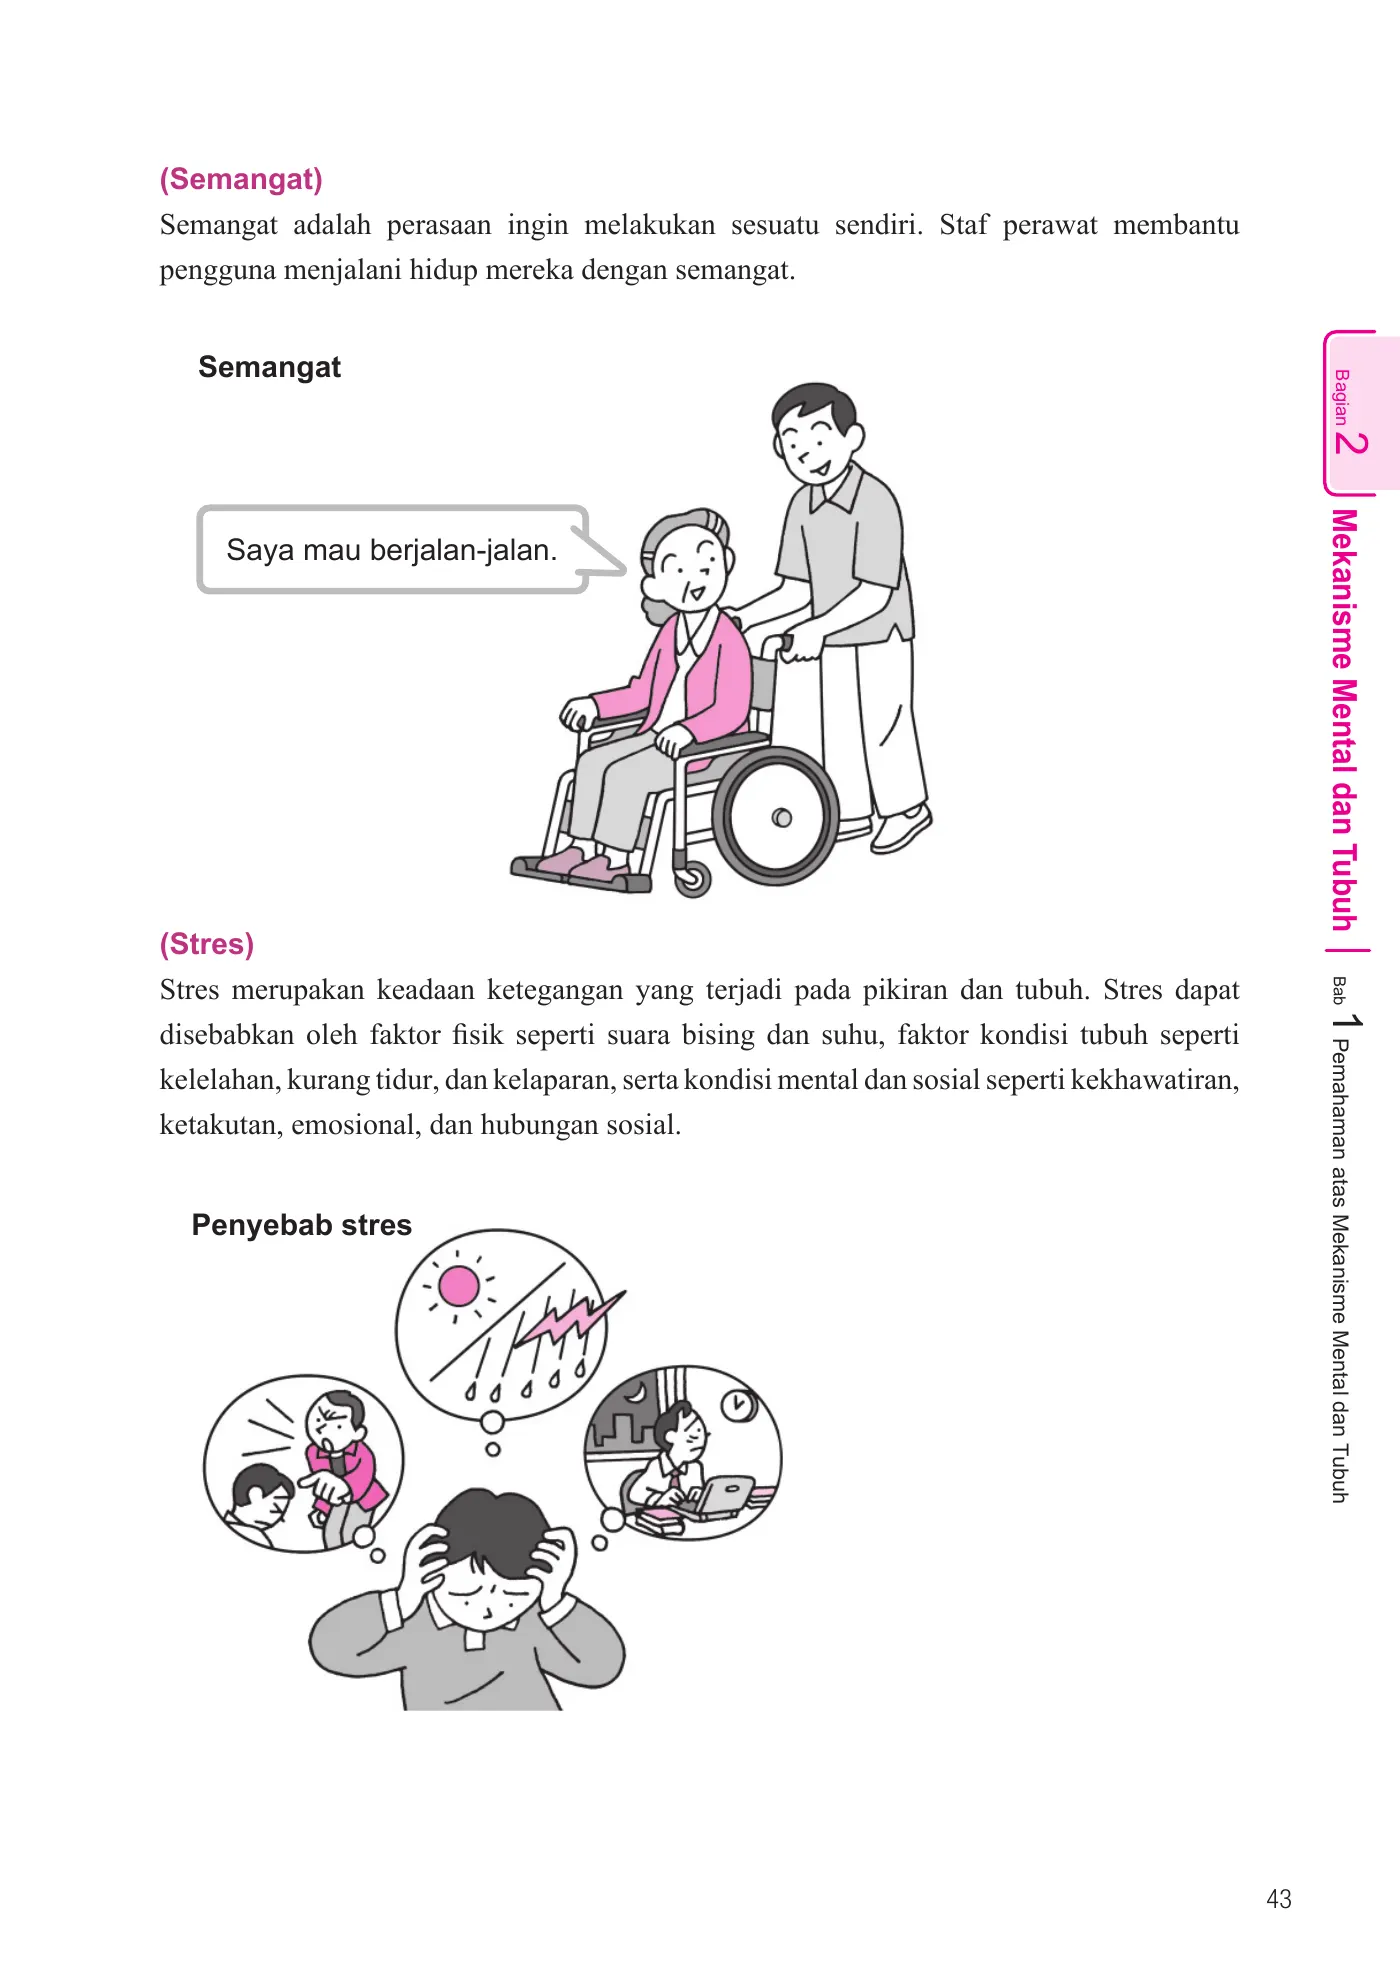 (Semangat)
Semangat adalah perasaan ingin melakukan sesuatu sendiri. Staf perawat membantu
pengguna menjalani hidup mereka dengan semangat.
Semangat
Saya mau berjalan-jalan.
(Stres)
Stres merupakan keadaan ketegangan yang terjadi pada pikiran dan tubuh. Stres dapat
disebabkan oleh faktor fisik seperti suara bising dan suhu, faktor kondisi tubuh seperti
kelelahan, kurang tidur, dan kelaparan, serta kondisi mental dan sosial seperti kekhawatiran,
ketakutan, emosional, dan hubungan sosial.
Penyebab stres
Bagian 2 Mekanisme Mental dan Tubuh
Bab 1 Pemahaman atas Mekanisme Mental dan Tubuh
43